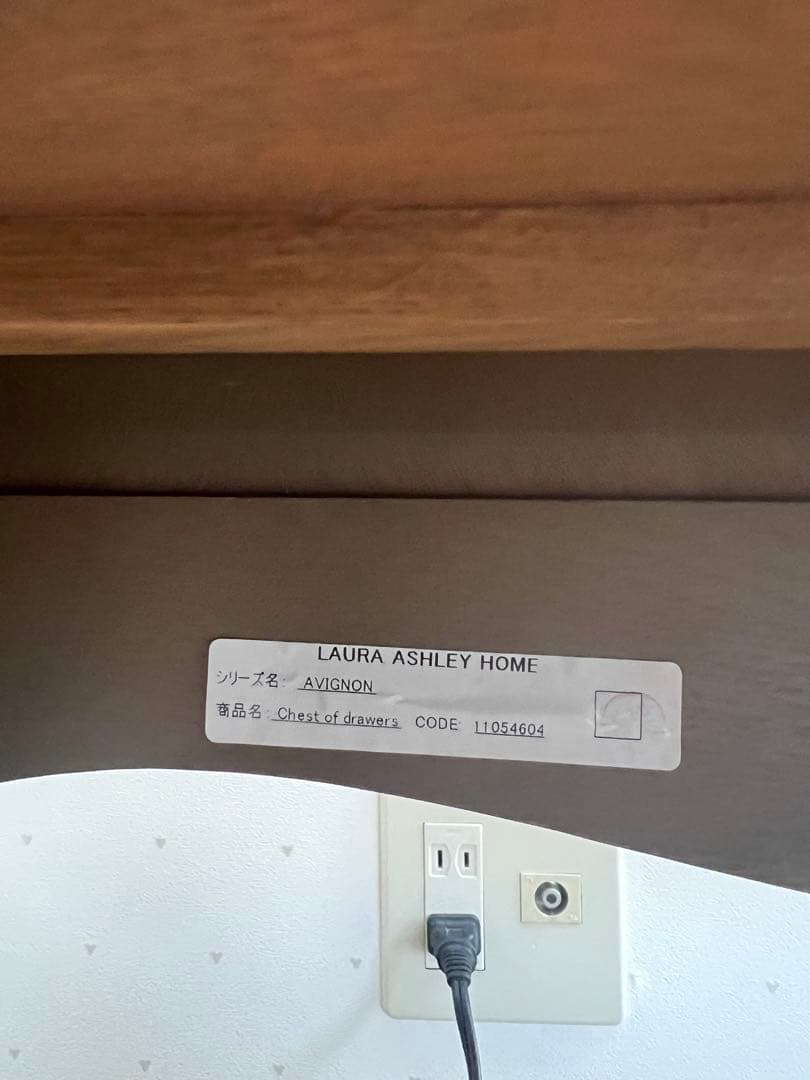 LAURA ASHLEY HOME
シリーズ名: AVIGNON
商品名: Chest of drawers CODE 11054604